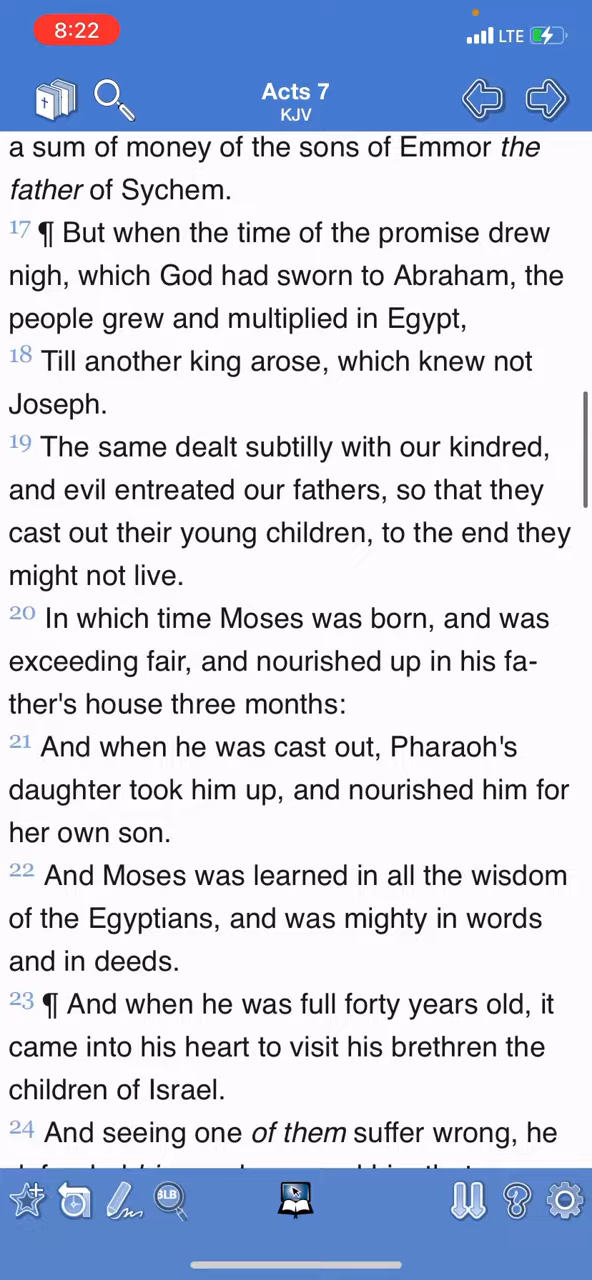 8:22
LTE
Acts 7
KJV
a sum of money of the sons of Emmor the
father of Sychem.
17 ¶ But when the time of the promise drew
nigh, which God had sworn to Abraham, the
people grew and multiplied in Egypt,
18 Till another king arose, which knew not
Joseph.
19 The same dealt subtilly with our kindred,
and evil entreated our fathers, so that they
cast out their young children, to the end they
might not live.
20 In which time Moses was born, and was
exceeding fair, and nourished up in his fa-
ther's house three months:
21 And when he was cast out, Pharaoh's
daughter took him up, and nourished him for
her own son.
22 And Moses was learned in all the wisdom
of the Egyptians, and was mighty in words
and in deeds.
23 ¶ And when he was full forty years old, it
came into his heart to visit his brethren the
children of Israel.
24 And seeing one of them suffer wrong, he
BLB